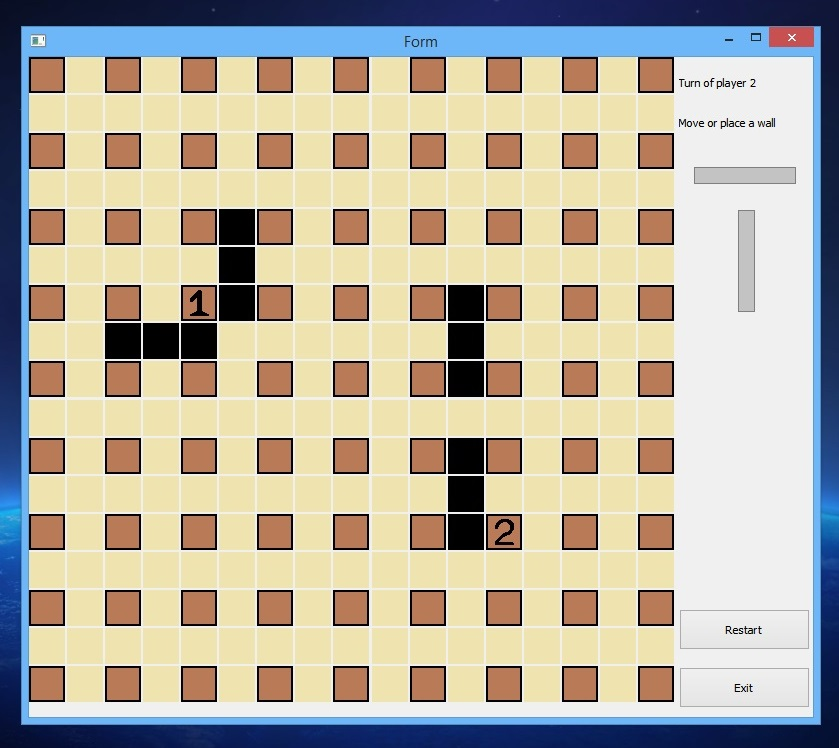 Form
Turn of player 2
Move or place a wall
1
2
Restart
Exit